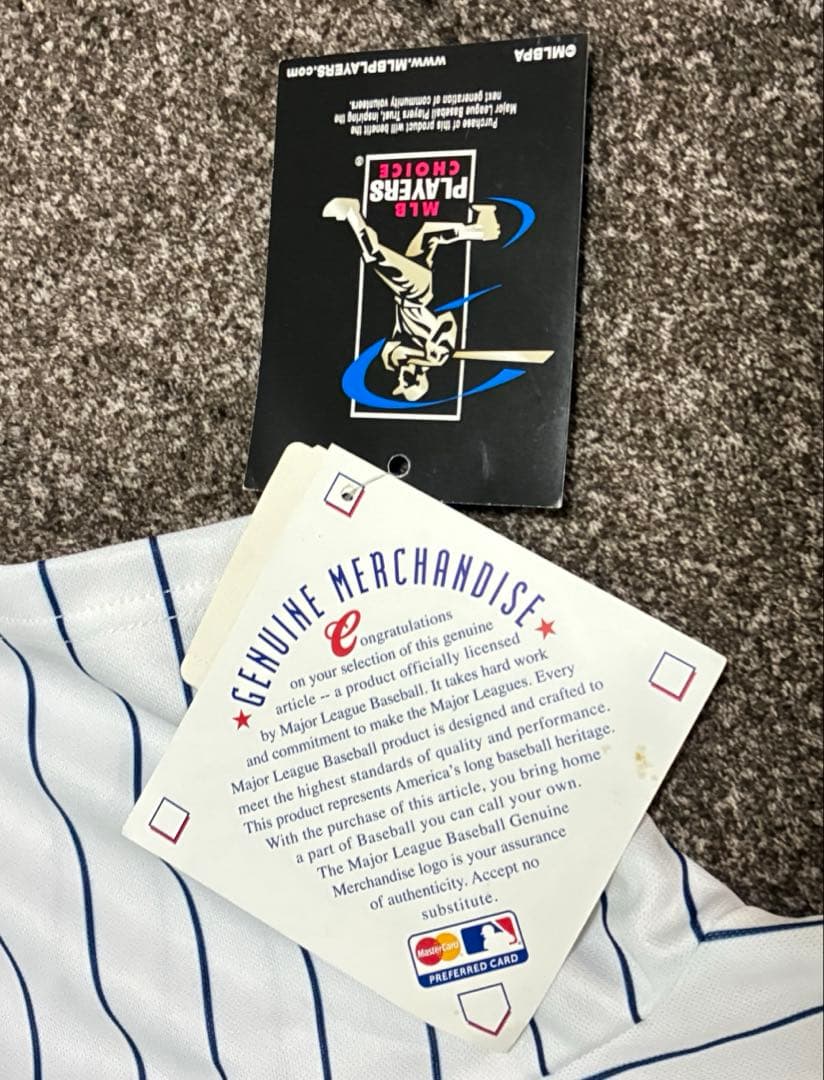 ©MLBPA
www.MLBPLAYERS.com
Purchase of this product will benefit the
Major League Baseball Players Trust, inspiring the
next generation of community volunteers.
MLB
PLAYERS
CHOICE
®
GENUINE MERCHANDISE
Congratulations
on your selection of this genuine
article -- a product officially licensed
by Major League Baseball. It takes hard work
and commitment to make the Major Leagues. Every
Major League Baseball product is designed and crafted to
meet the highest standards of quality and performance.
This product represents America's long baseball heritage.
With the purchase of this article, you bring home
a part of Baseball you can call your own.
The Major League Baseball Genuine
Merchandise logo is your assurance
of authenticity. Accept no
substitute.
MasterCard
PREFERRED CARD